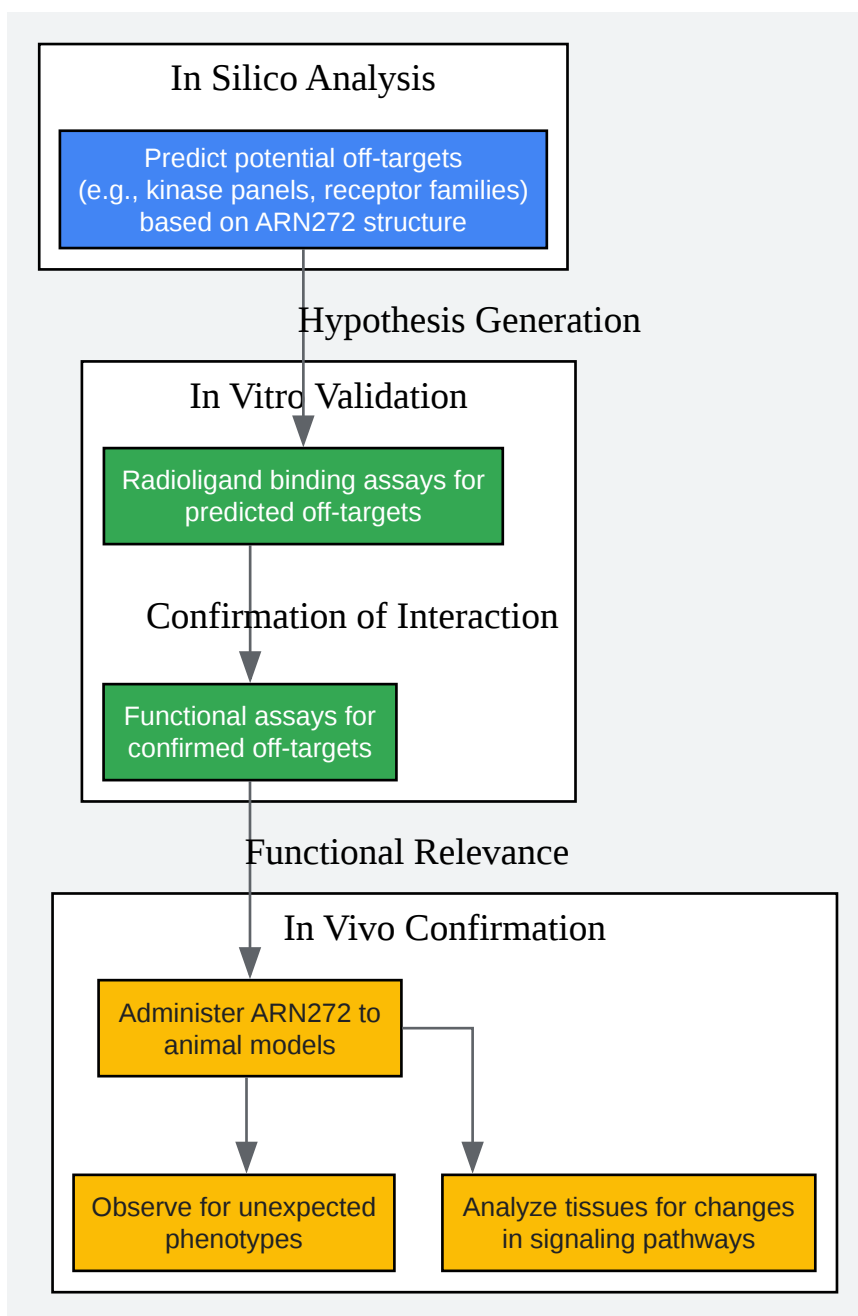 In Silico Analysis
Predict potential off-targets
(e.g., kinase panels, receptor families)
based on ARN272 structure
Hypothesis Generation
In Vitro Validation
Radioligand binding assays for
predicted off-targets
Confirmation of Interaction
Functional assays for
confirmed off-targets
Functional Relevance
In Vivo Confirmation
Administer ARN272 to
animal models
Observe for unexpected
phenotypes
Analyze tissues for changes
in signaling pathways